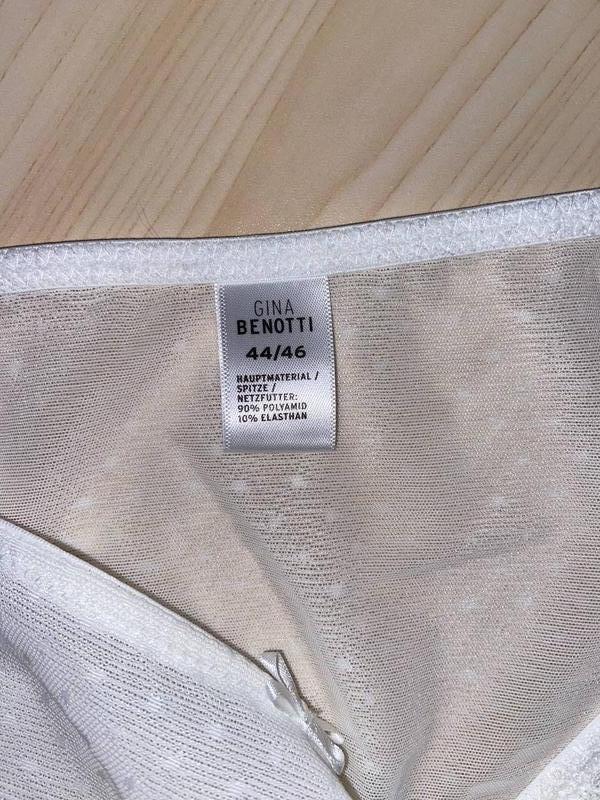 GINA
BENOTTI
44/46
HAUPTMATERIAL /
SPITZE /
NETZFUTTER:
90% POLYAMID
10% ELASTHAN